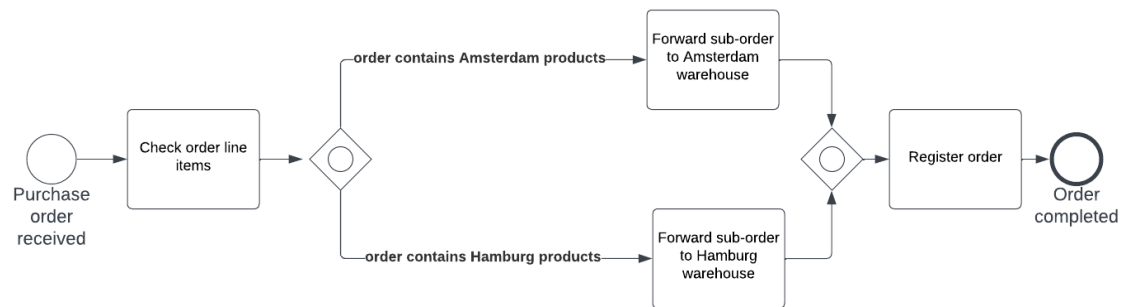 Purchase
order
received
Check order line
items
order contains Amsterdam products
Forward sub-order
to Amsterdam
warehouse
order contains Hamburg products
Forward sub-order
to Hamburg
warehouse
Register order
Order
completed